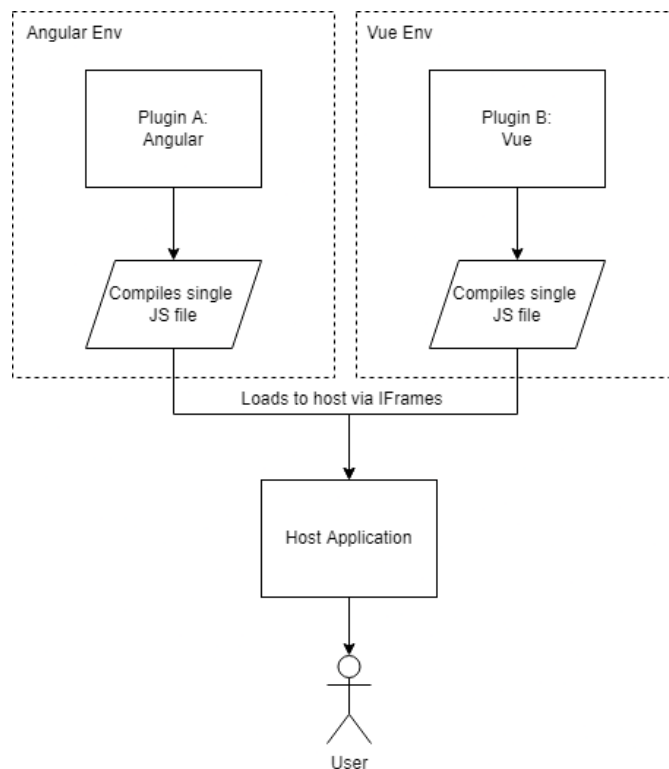 Angular Env
Vue Env
Plugin A:
Angular
Plugin B:
Vue
Compiles single
JS file
Compiles single
JS file
Loads to host via IFrames
Host Application
User